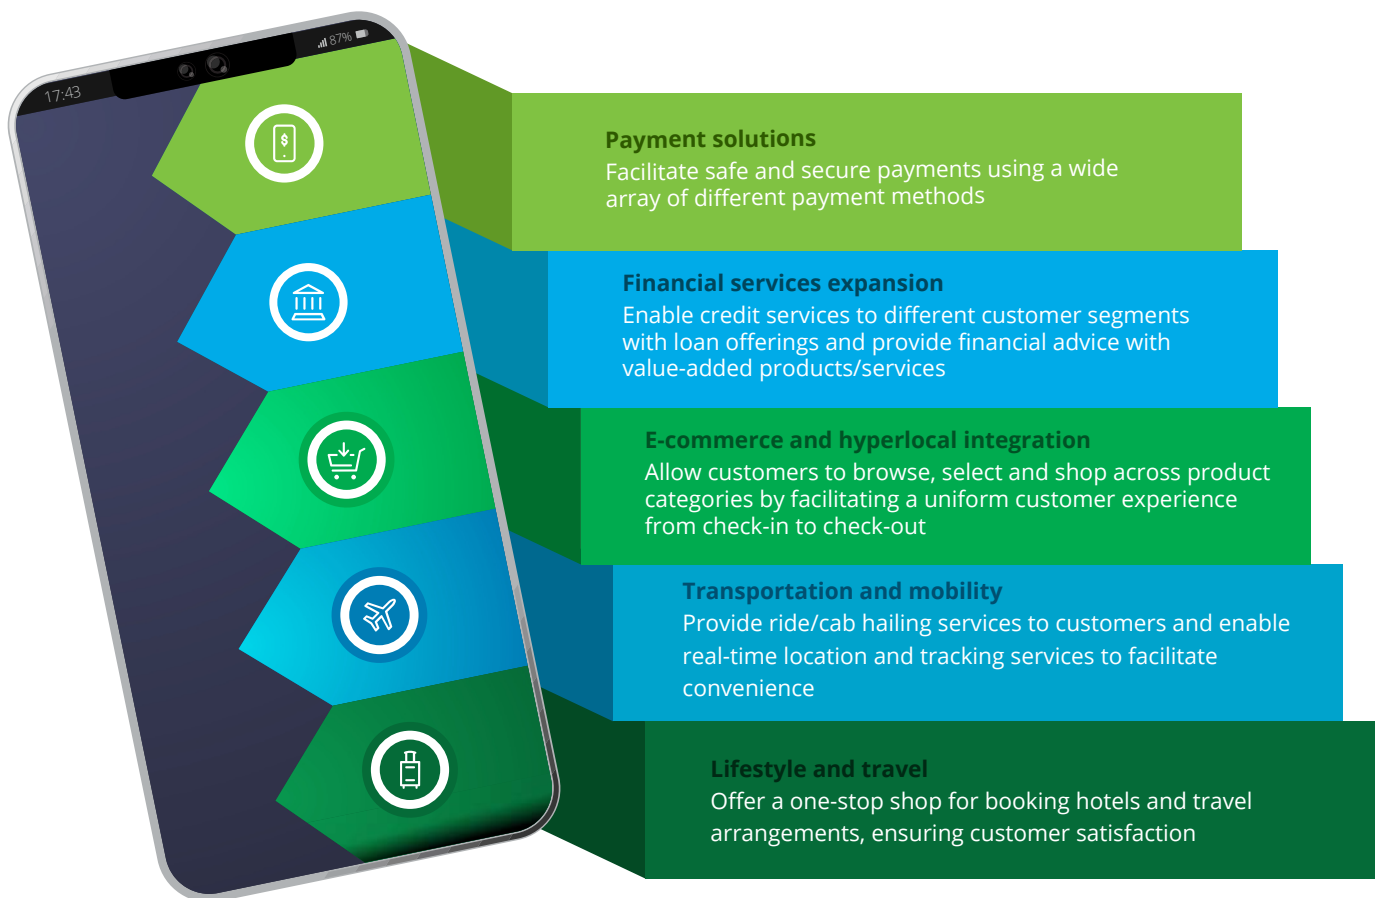 17:43
87%
$
Payment solutions
Facilitate safe and secure payments using a wide
array of different payment methods
Financial services expansion
Enable credit services to different customer segments
with loan offerings and provide financial advice with
value-added products/services
E-commerce and hyperlocal integration
Allow customers to browse, select and shop across product
categories by facilitating a uniform customer experience
from check-in to check-out
Transportation and mobility
Provide ride/cab hailing services to customers and enable
real-time location and tracking services to facilitate
convenience
Lifestyle and travel
Offer a one-stop shop for booking hotels and travel
arrangements, ensuring customer satisfaction